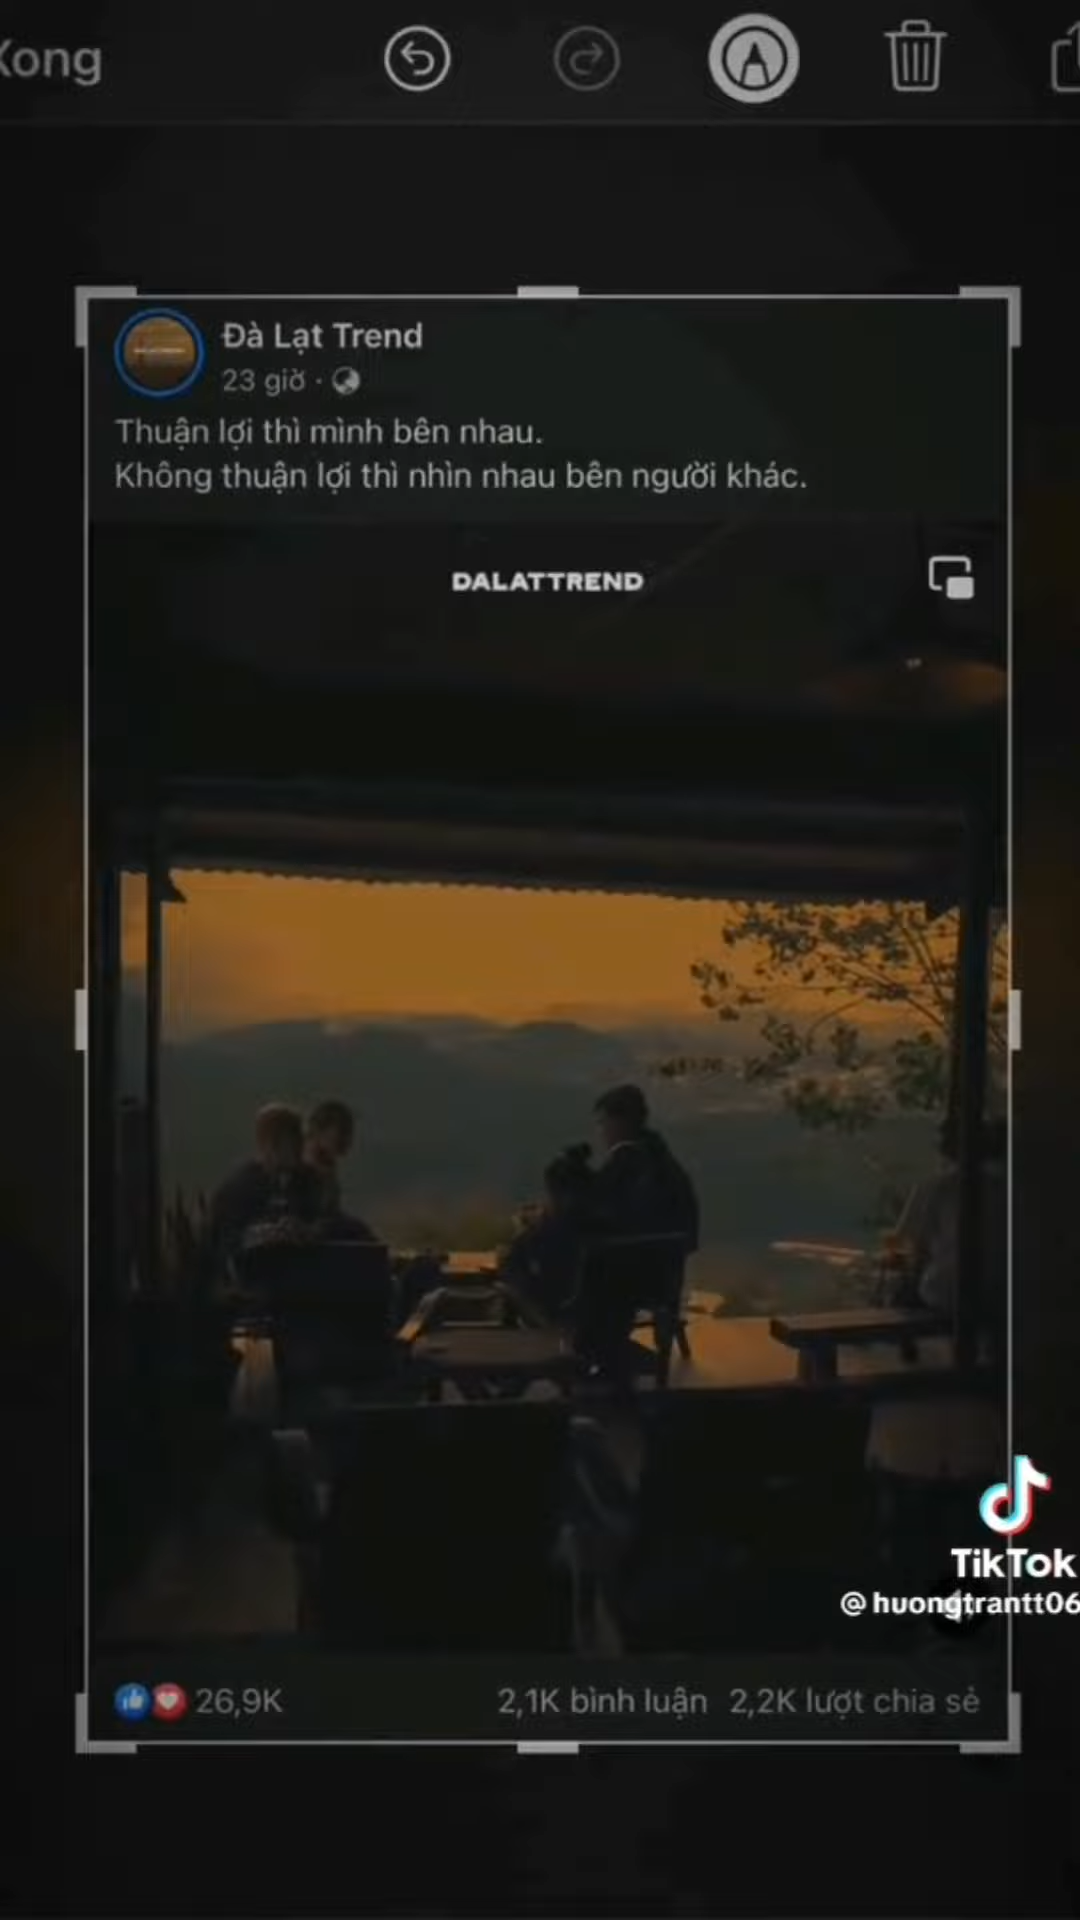 Xong
Đà Lạt Trend
23 giờ ·
Thuận lợi thì mình bên nhau.
Không thuận lợi thì nhìn nhau bên người khác.
DALATTREND
TikTok
@huongtrantt06
26,9K 2,1K bình luận 2,2K lượt chia sẻ